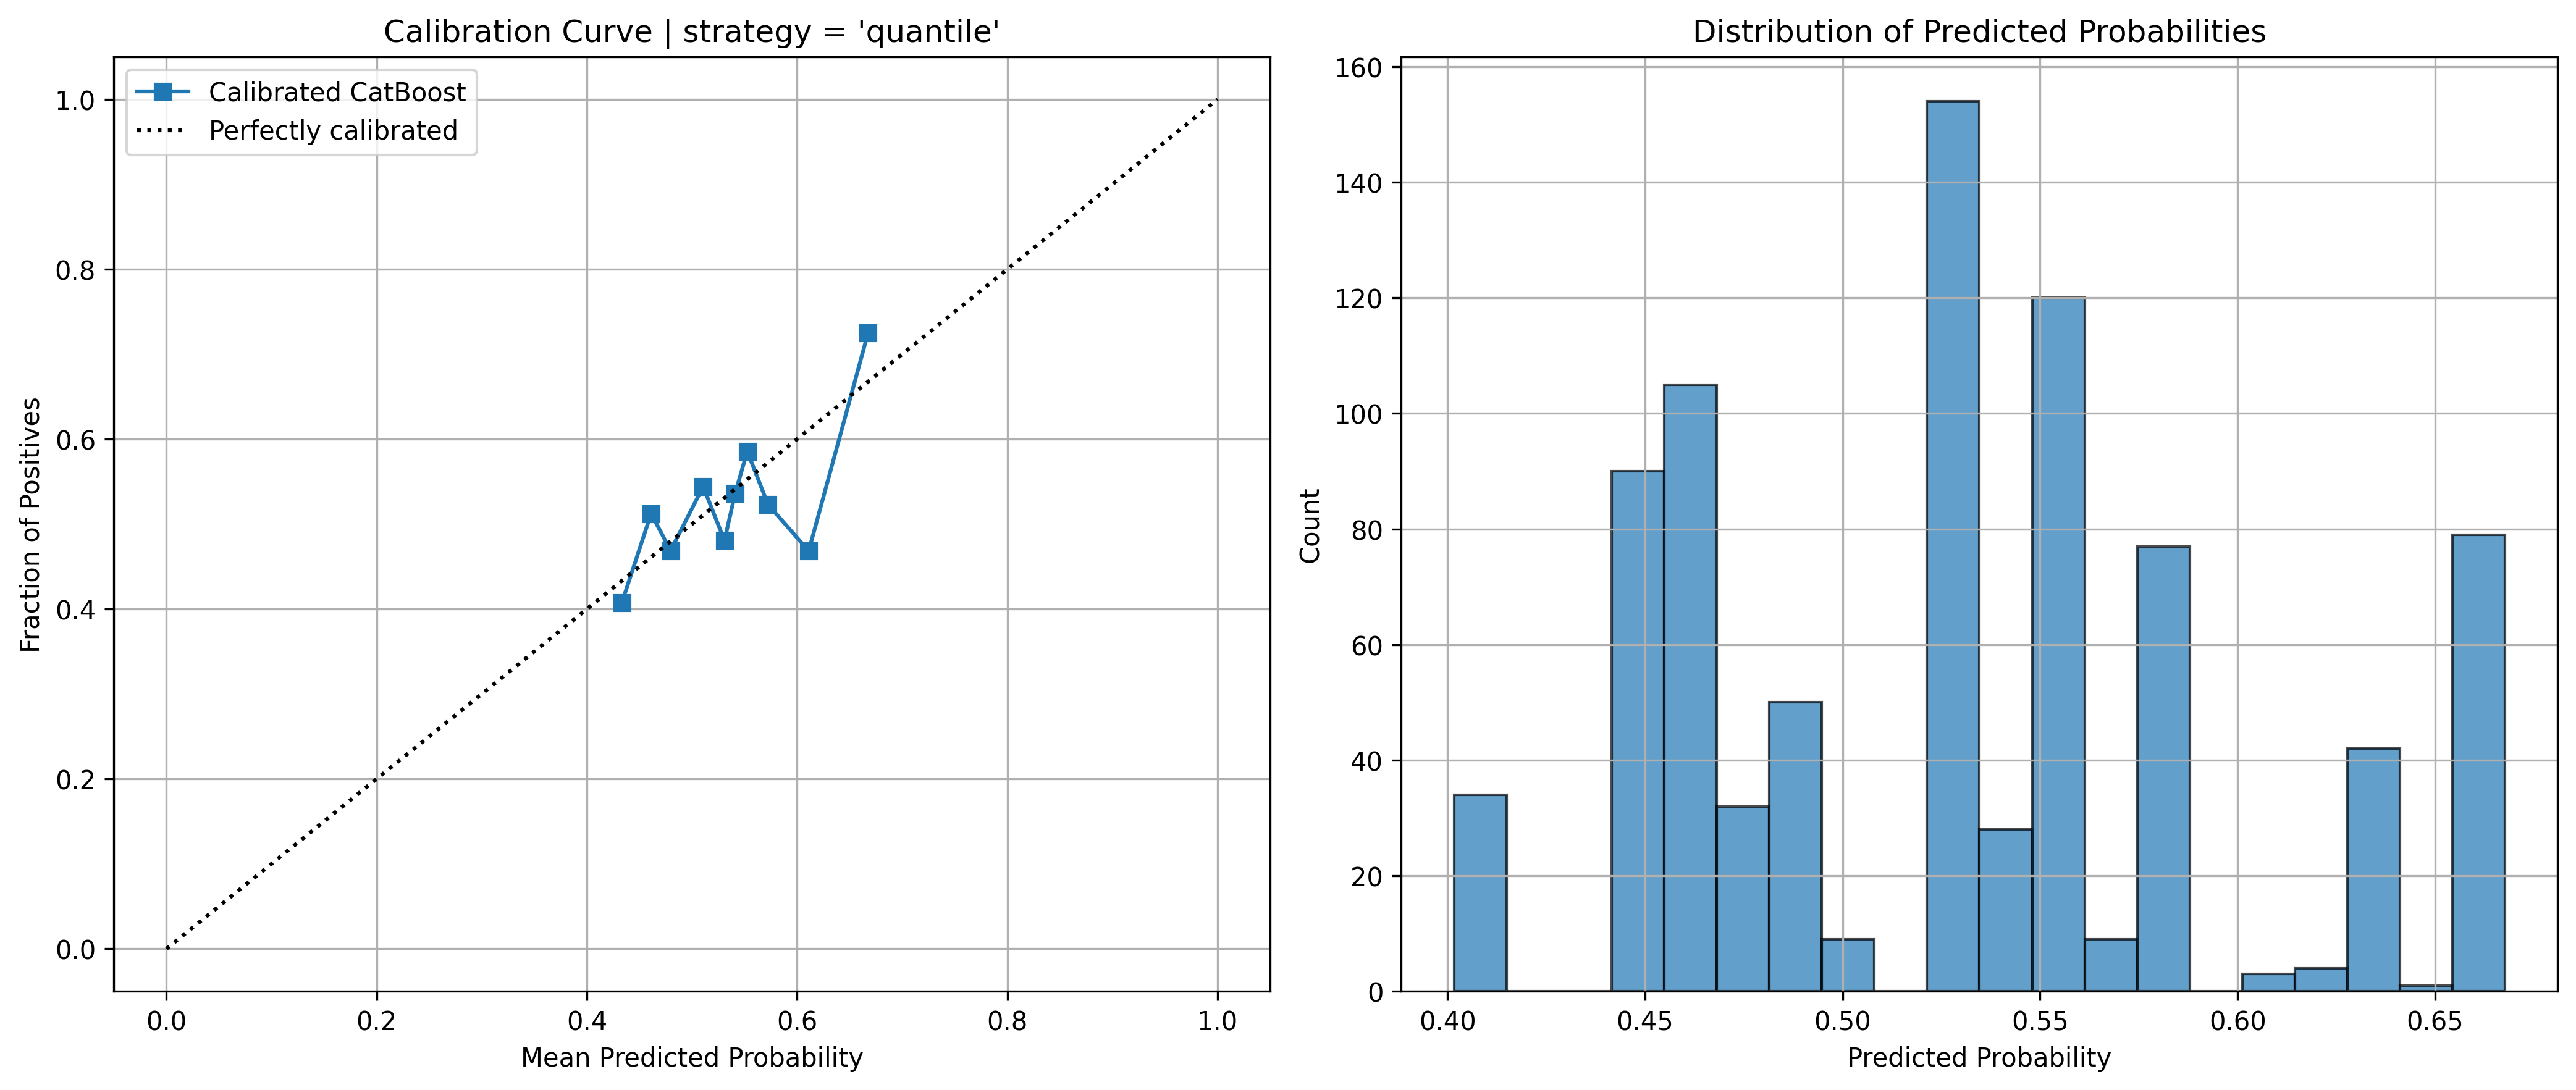 Calibration Curve | strategy = 'quantile'
Calibrated CatBoost
Perfectly calibrated
Fraction of Positives
1.0
0.8
0.6
0.4
0.2
0.0
0.0 0.2 0.4 0.6 0.8 1.0
Mean Predicted Probability
Distribution of Predicted Probabilities
Count
160
140
120
100
80
60
40
20
0
0.40 0.45 0.50 0.55 0.60 0.65
Predicted Probability